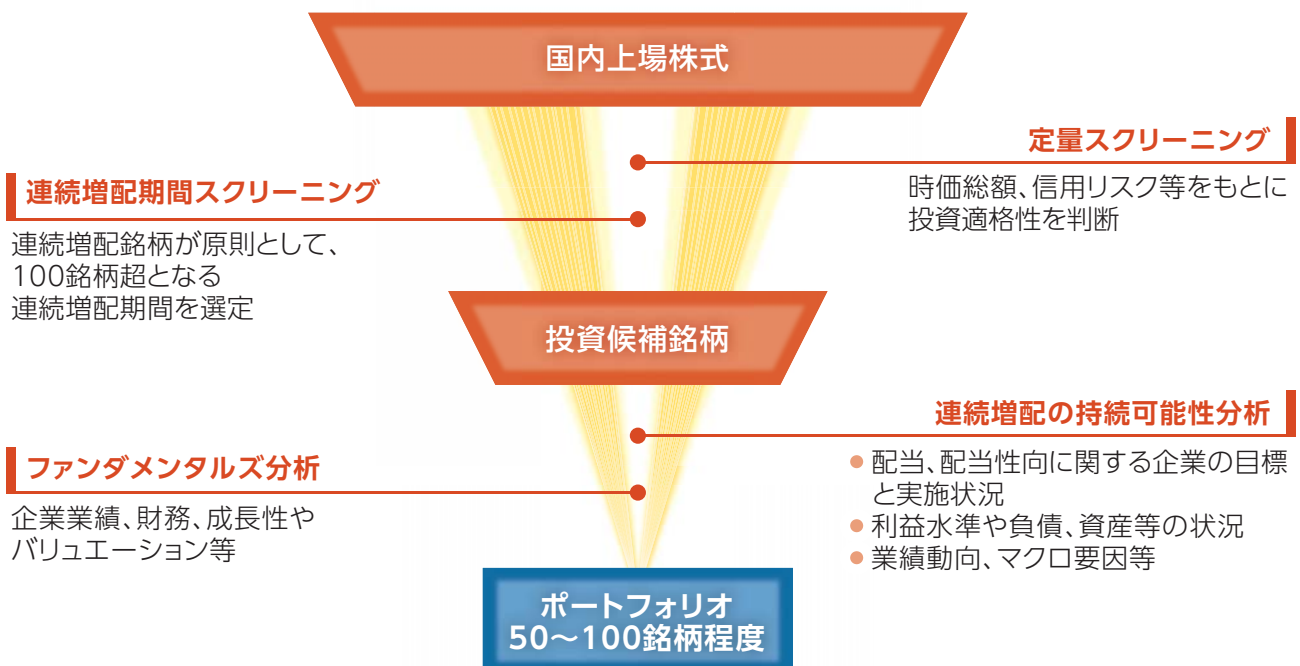 国内上場株式
定量スクリーニング
時価総額、信用リスク等をもとに
投資適格性を判断
連続増配期間スクリーニング
連続増配銘柄が原則として、
100銘柄超となる
連続増配期間を選定
投資候補銘柄
連続増配の持続可能性分析
● 配当、配当性向に関する企業の目標
と実施状況
● 利益水準や負債、資産等の状況
● 業績動向、マクロ要因等
ファンダメンタルズ分析
企業業績、財務、成長性や
バリュエーション等
ポートフォリオ
50～100銘柄程度